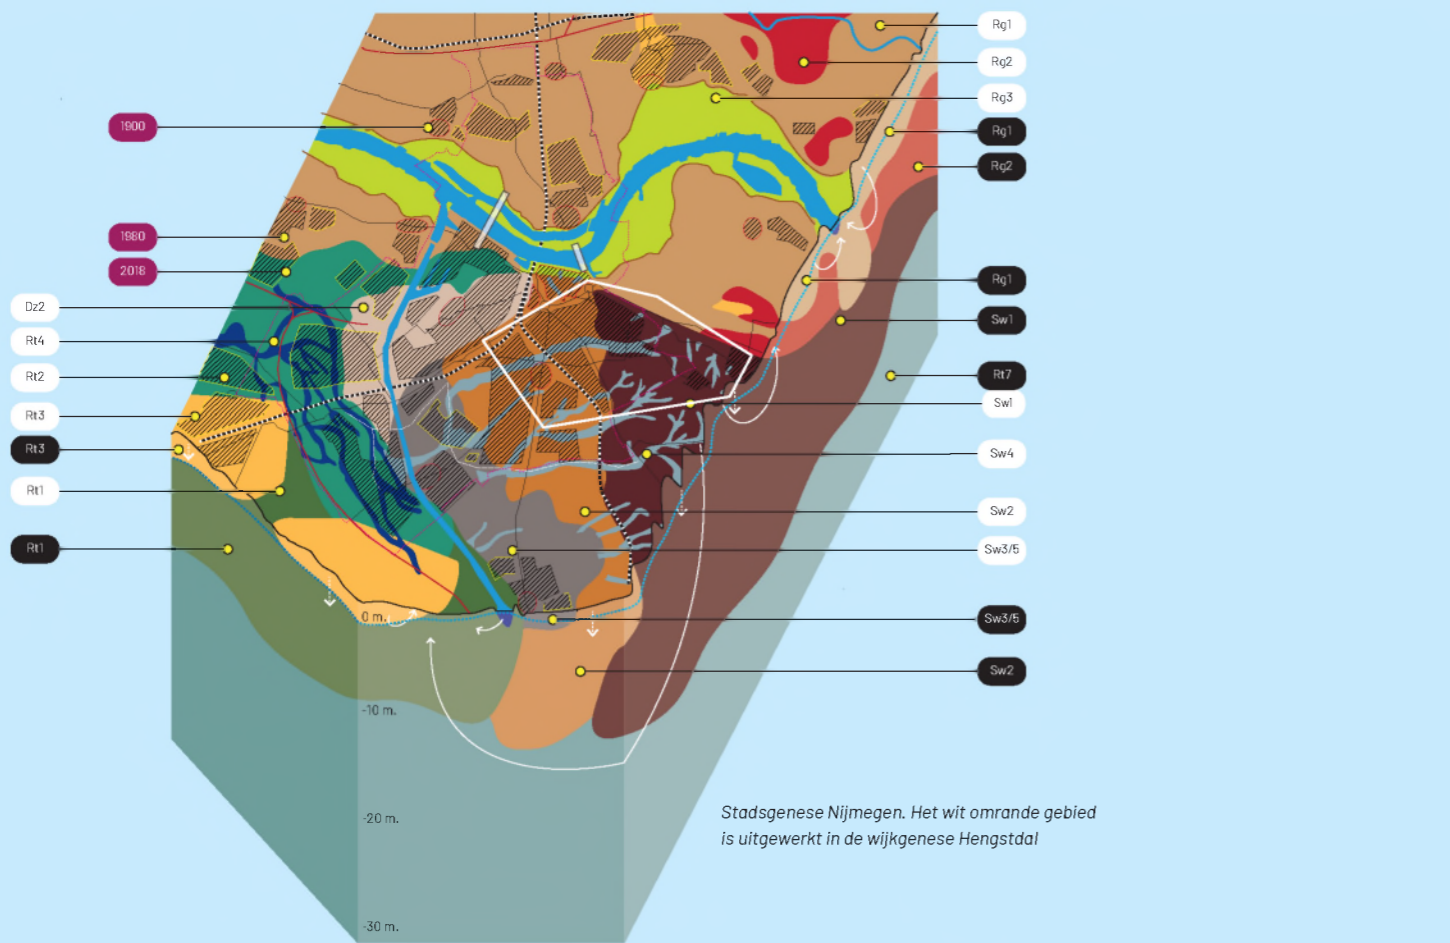 Rg1
Rg2
Rg3
1900
Rg1
Rg2
1980
2018
Rg1
Dz2
Sw1
Rt4
Rt2
Rt7
Sw1
Rt3
Rt3
Sw4
Rt1
Sw2
Rt1
Sw3/5
0 m.
Sw3/5
Sw2
-10 m.
-20 m.
Stadsgenese Nijmegen. Het wit omrande gebied
is uitgewerkt in de wijkgenese Hengstdal
-30 m.